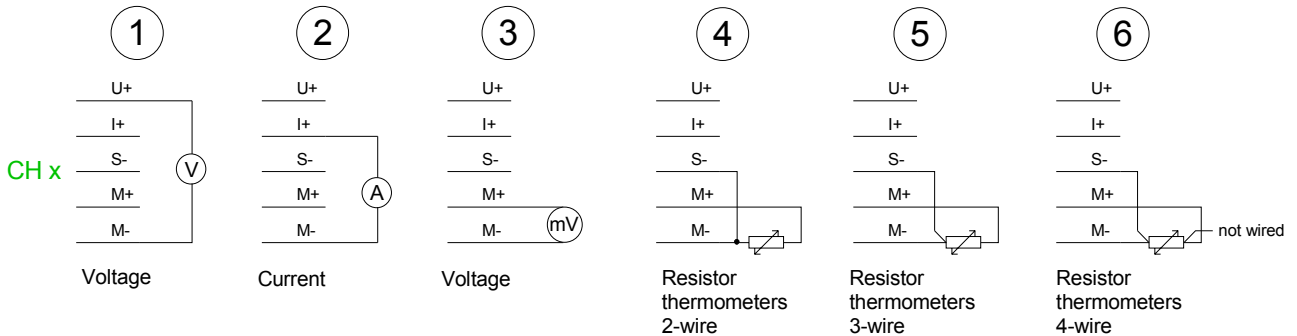 1 2 3 4 5 6
U+ U+ U+ U+ U+ U+
I+ I+ I+ I+ I+ I+
CH x S- S- S- S- S- S-
V
M+ M+ M+ M+ M+ M+
A
mV
M- M- M- M- M- M- not wired
Voltage Current Voltage Resistor Resistor Resistor
thermometers thermometers thermometers
2-wire 3-wire 4-wire